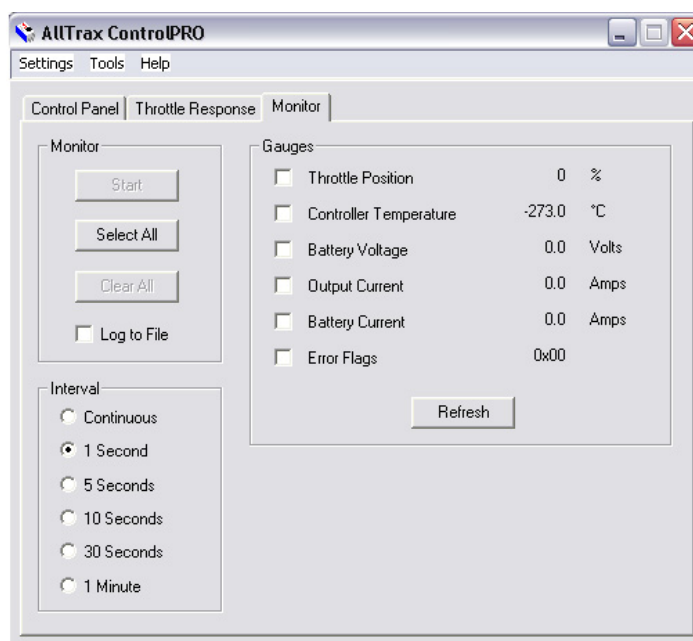 AllTrax ControlPRO
Settings Tools Help
Control Panel Throttle Response Monitor
Monitor
Start
Select All
Clear All
Log to File
Gauges
Throttle Position 0 %
Controller Temperature -273.0 °C
Battery Voltage 0.0 Volts
Output Current 0.0 Amps
Battery Current 0.0 Amps
Error Flags 0x00
Refresh
Interval
Continuous
1 Second
5 Seconds
10 Seconds
30 Seconds
1 Minute